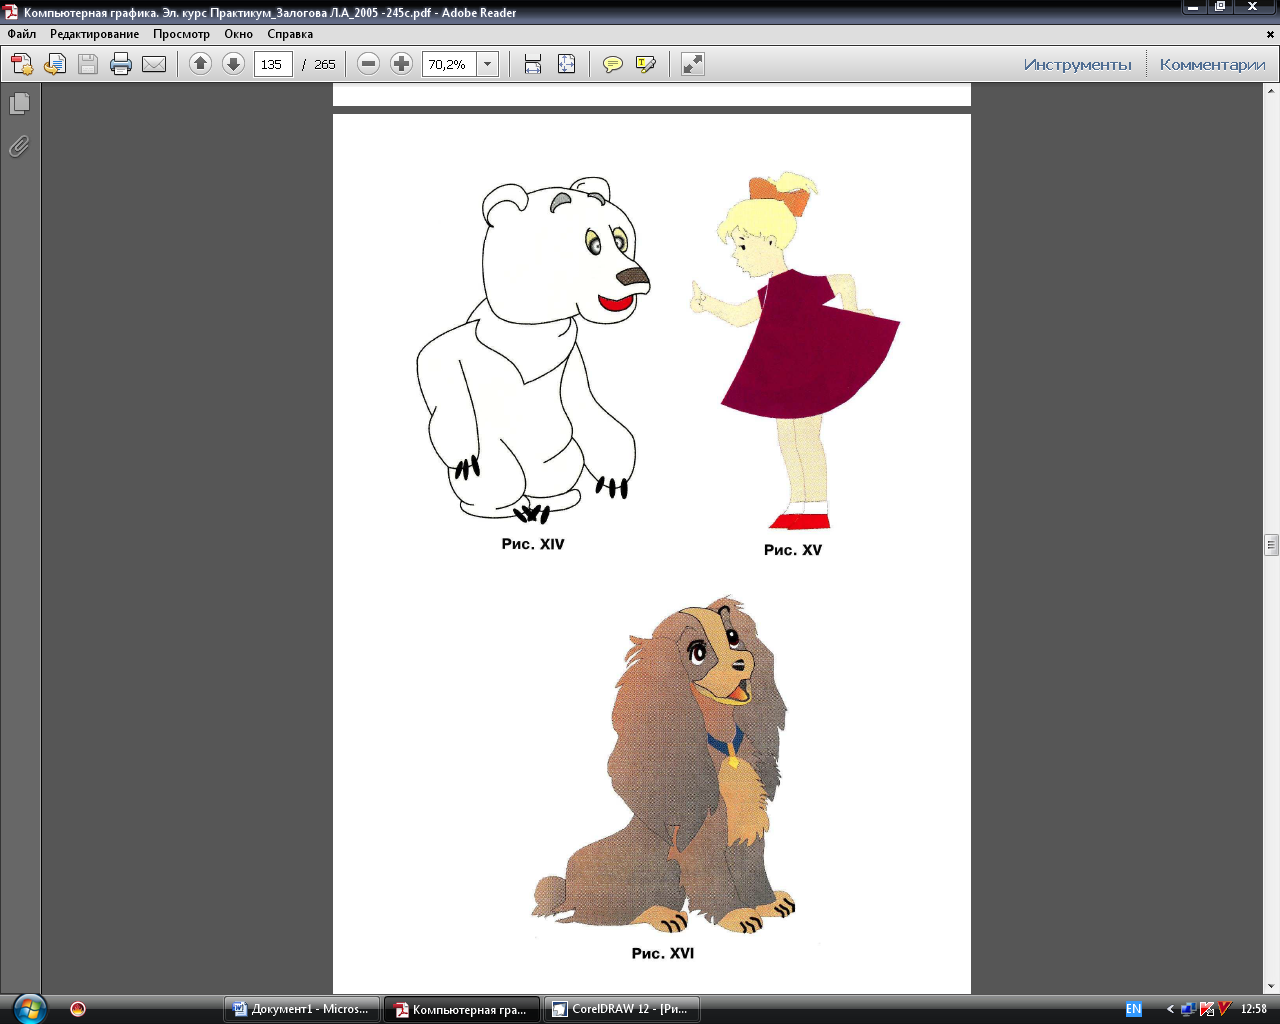 Компьютерная графика. Эл. курс Практикум_Залогова Л.А_2005 -245с.pdf - Adobe Reader
Файл Редактирование Просмотр Окно Справка
135 / 265 70,2% Инструменты Комментарии
Рис. XIV
Рис. XV
Рис. XVI
Документ1 - Micros... Компьютерная гра... CorelDRAW 12 - [Ри... EN 12:58